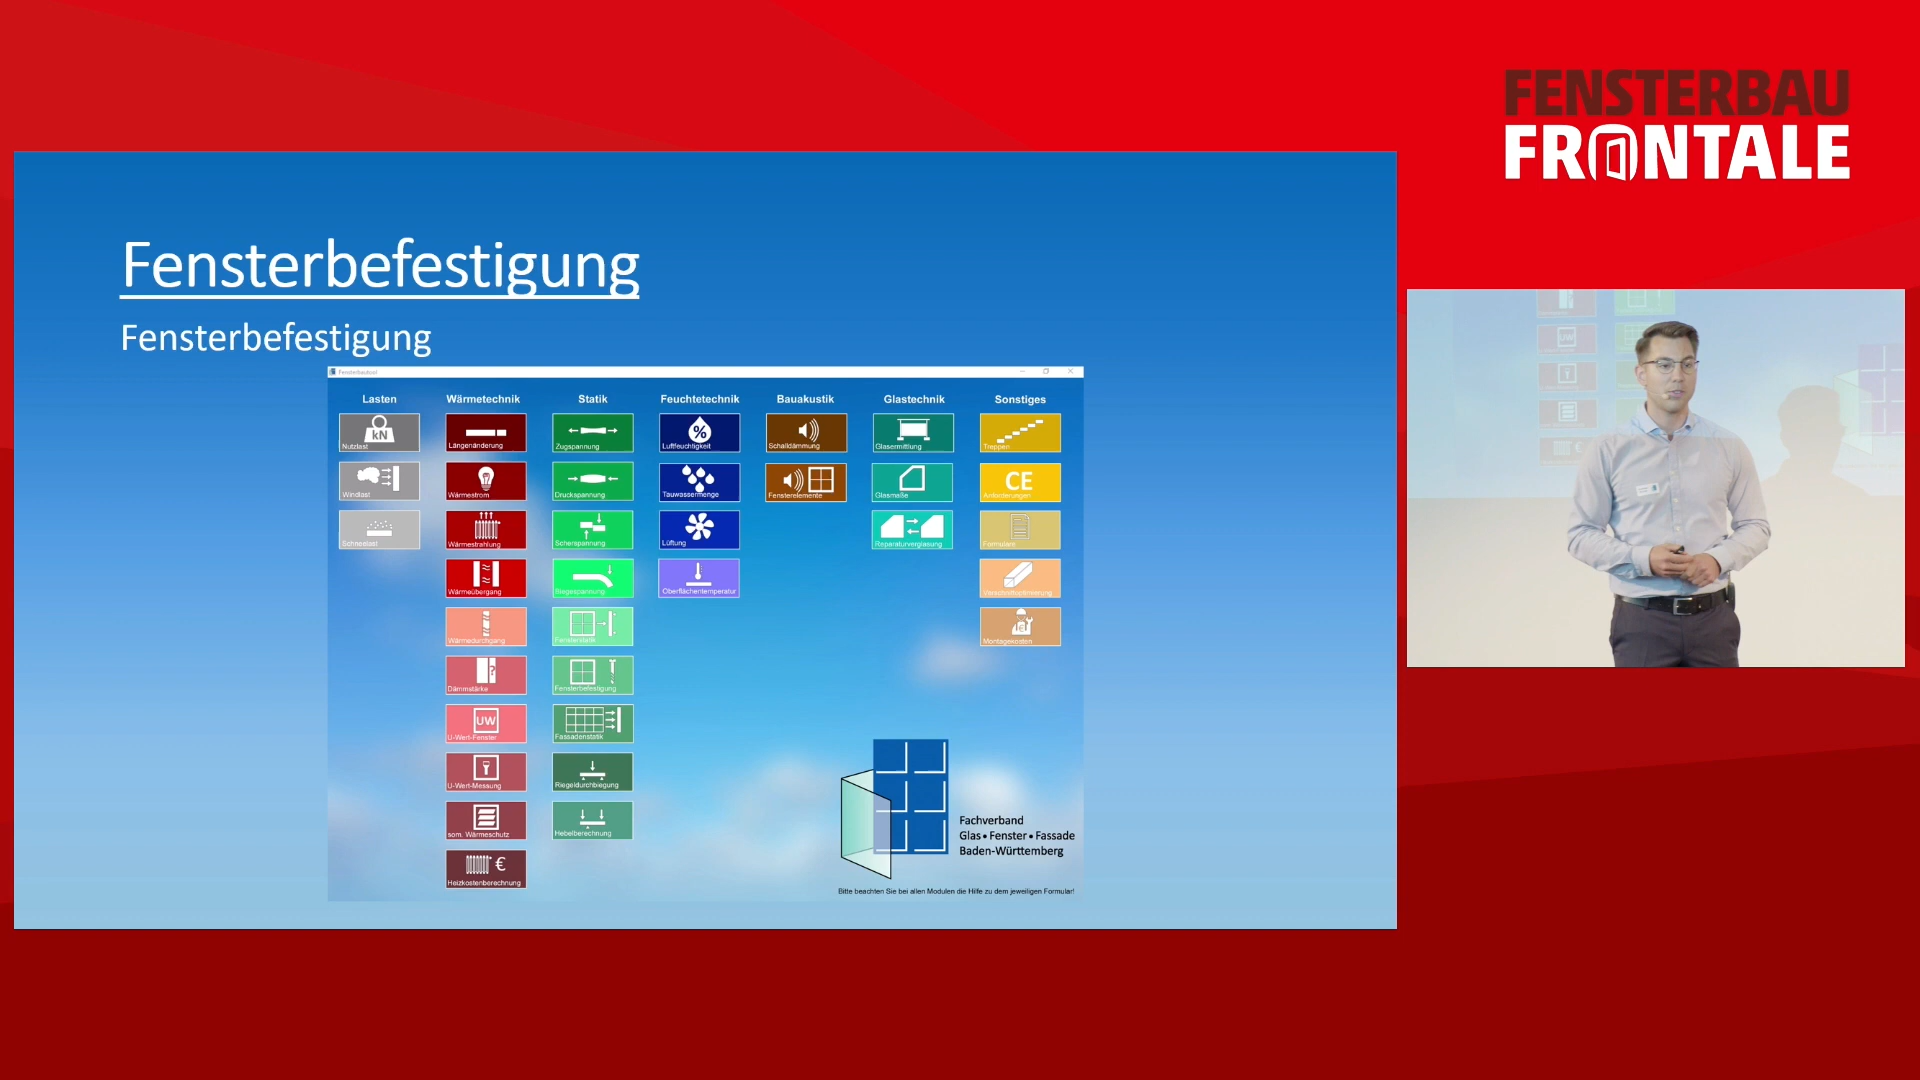 FENSTERBAU
FRONTALE
Fensterbefestigung
Fensterbefestigung
Fensterbautool
Lasten
Nutzlast
Windlast
Schneelast
Wärmetechnik
Längenänderung
Wärmestrom
Wärmestrahlung
Wärmeübergang
Wärmedurchgang
?
Dämmstärke
UW
U-Wert-Fenster
U-Wert-Messung
som. Wärmeschutz
€
Heizkostenberechnung
Statik
Zugspannung
Druckspannung
Scherspannung
Biegespannung
Fensterstatik
Fensterbefestigung
Fassadenstatik
Riegeldurchbiegung
Hebelberechnung
Feuchtetechnik
%
Luftfeuchtigkeit
Tauwassermenge
Lüftung
Oberflächentemperatur
Bauakustik
Schalldämmung
Fensterelemente
Glastechnik
Glasermittlung
Glasmaße
Reparaturverglasung
Sonstiges
Treppen
CE
Anforderungen
Formulare
Verschnittoptimierung
Montagekosten
kN
Fachverband
Glas • Fenster • Fassade
Baden-Württemberg
Bitte beachten Sie bei allen Modulen die Hilfe zu dem jeweiligen Formular!